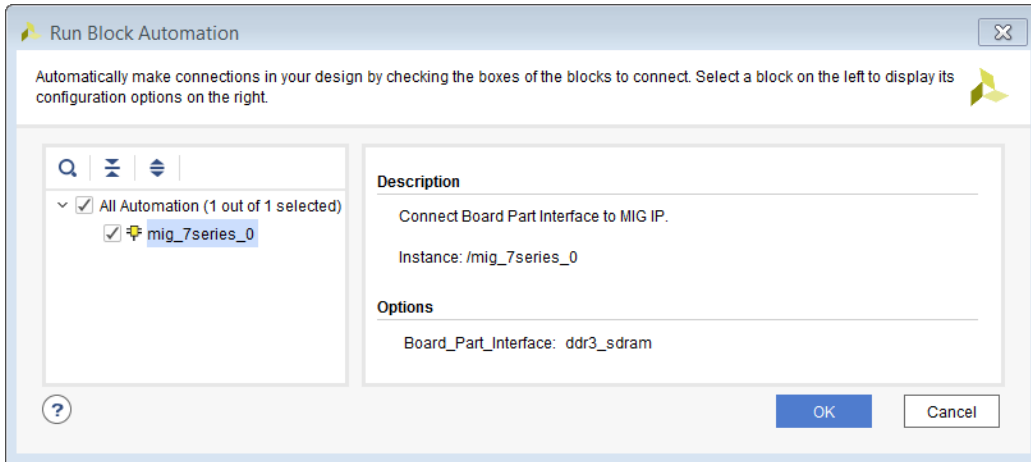 Run Block Automation
Automatically make connections in your design by checking the boxes of the blocks to connect. Select a block on the left to display its
configuration options on the right.
All Automation (1 out of 1 selected)
mig_7series_0
Description
Connect Board Part Interface to MIG IP.
Instance: /mig_7series_0
Options
Board_Part_Interface: ddr3_sdram
?
OK
Cancel